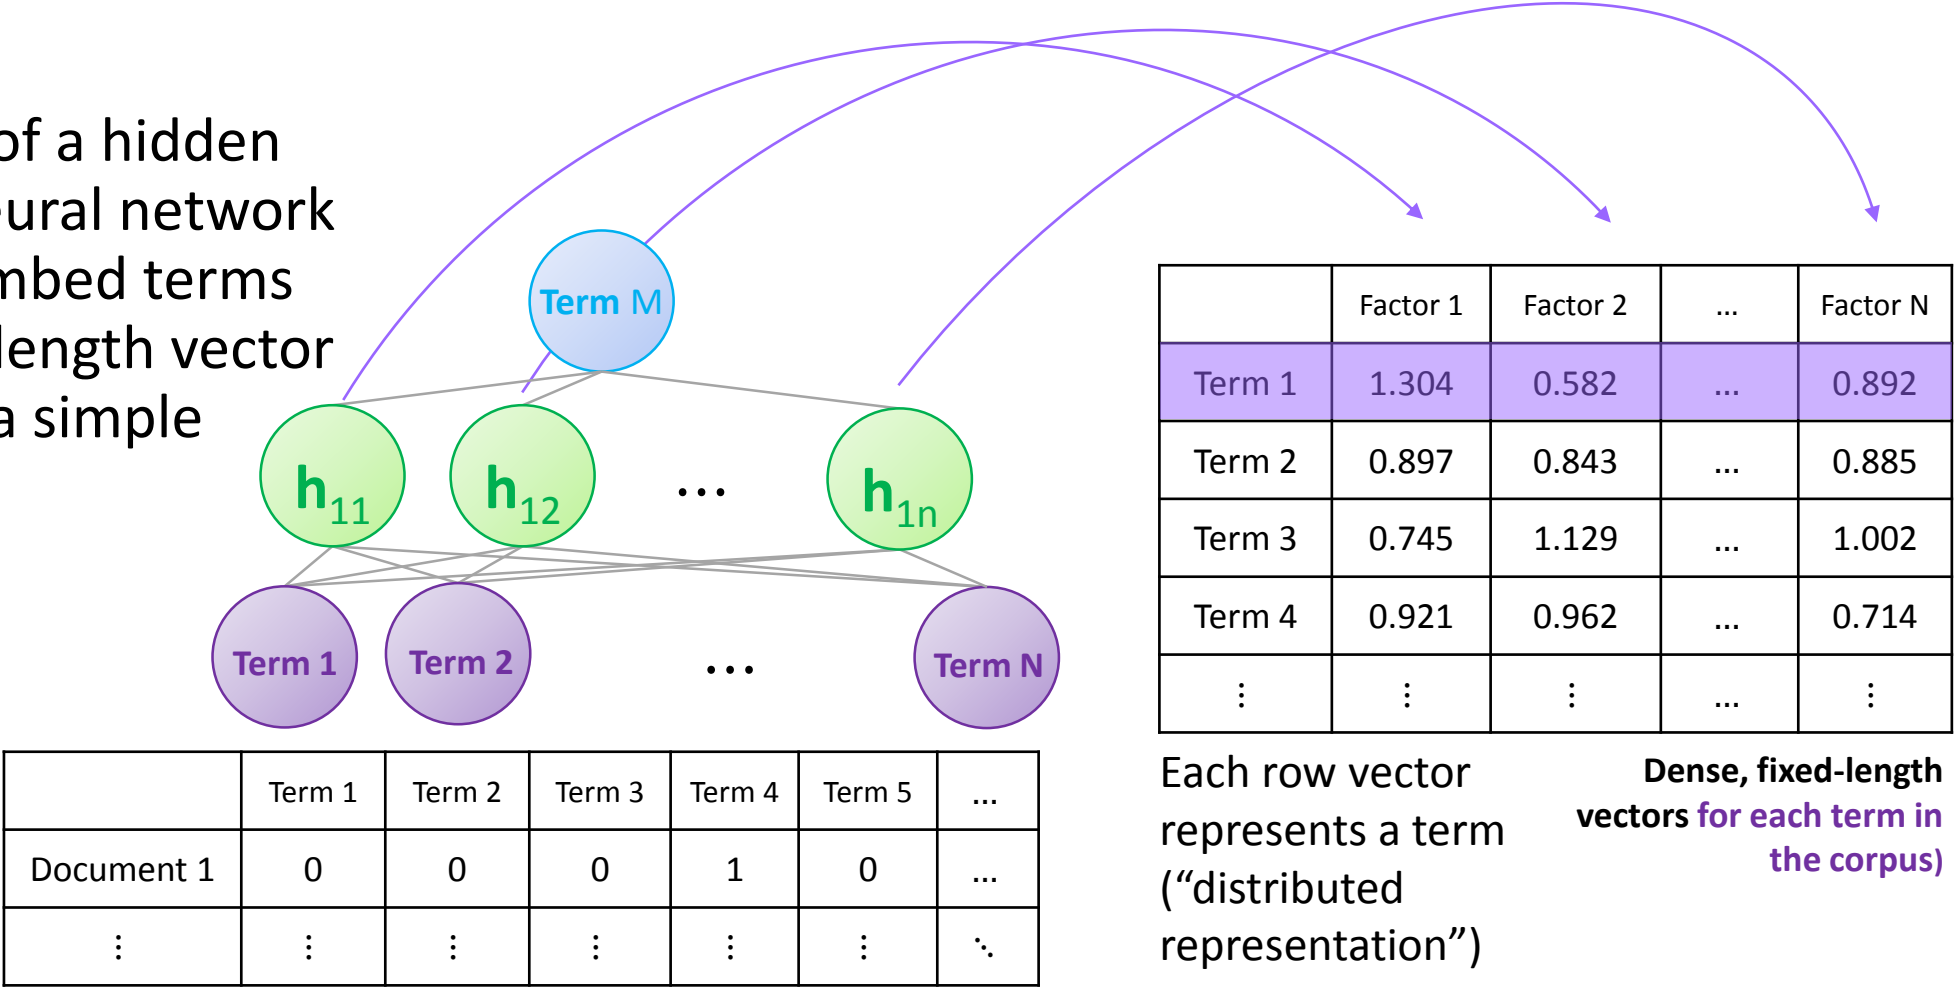 of a hidden
eural network
mbed terms
length vector
a simple
Term M
h11 h12 ... h1n
Term 1 Term 2 ... Term N
Term 1 Term 2 Term 3 Term 4 Term 5 ...
Document 1 0 0 0 1 0 ...
⋮ ⋮ ⋮ ⋮ ⋮ ⋮ ⋱
Factor 1 Factor 2 ... Factor N
Term 1 1.304 0.582 ... 0.892
Term 2 0.897 0.843 ... 0.885
Term 3 0.745 1.129 ... 1.002
Term 4 0.921 0.962 ... 0.714
⋮ ⋮ ⋮ ... ⋮
Each row vector
represents a term
(“distributed
representation”)
Dense, fixed-length
vectors for each term in
the corpus)